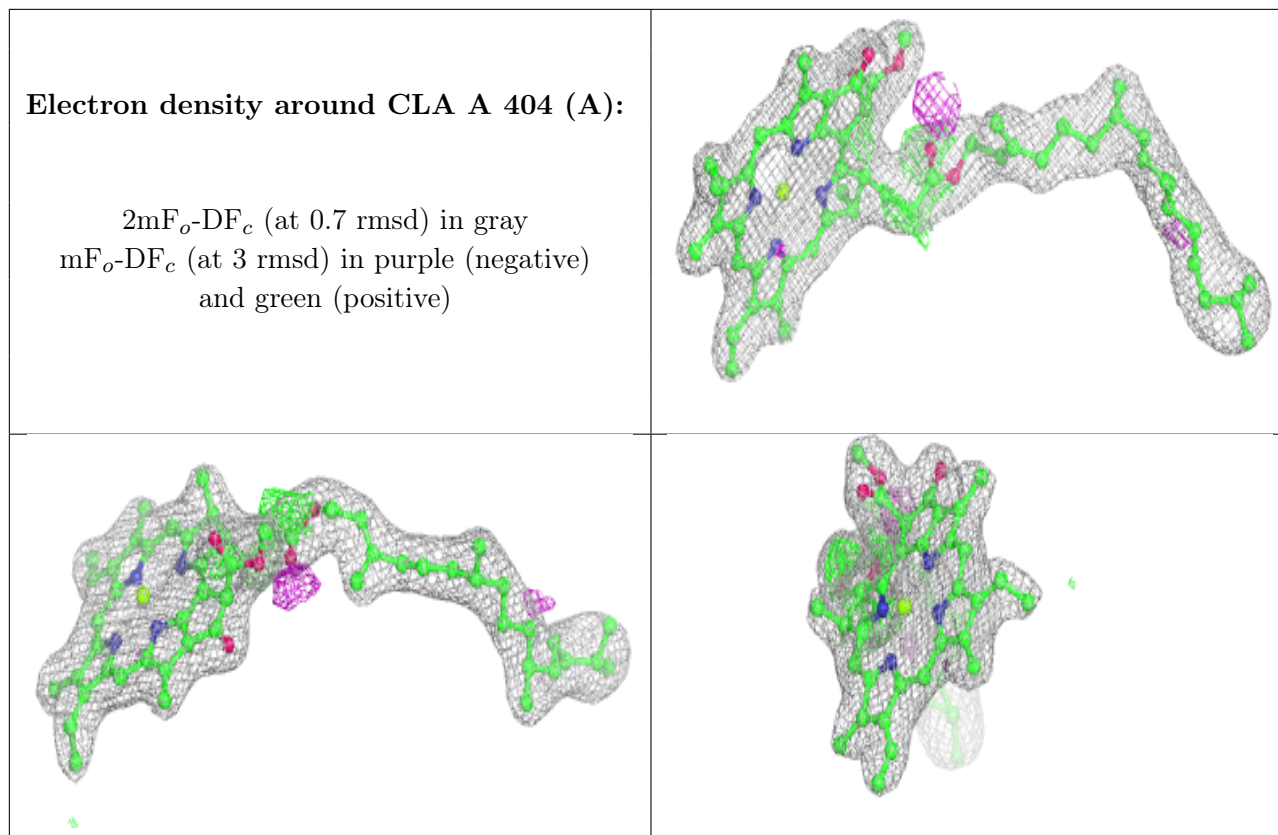 Electron density around CLA A 404 (A):
2mFₒ-DF𝒸 (at 0.7 rmsd) in gray
mFₒ-DF𝒸 (at 3 rmsd) in purple (negative)
and green (positive)